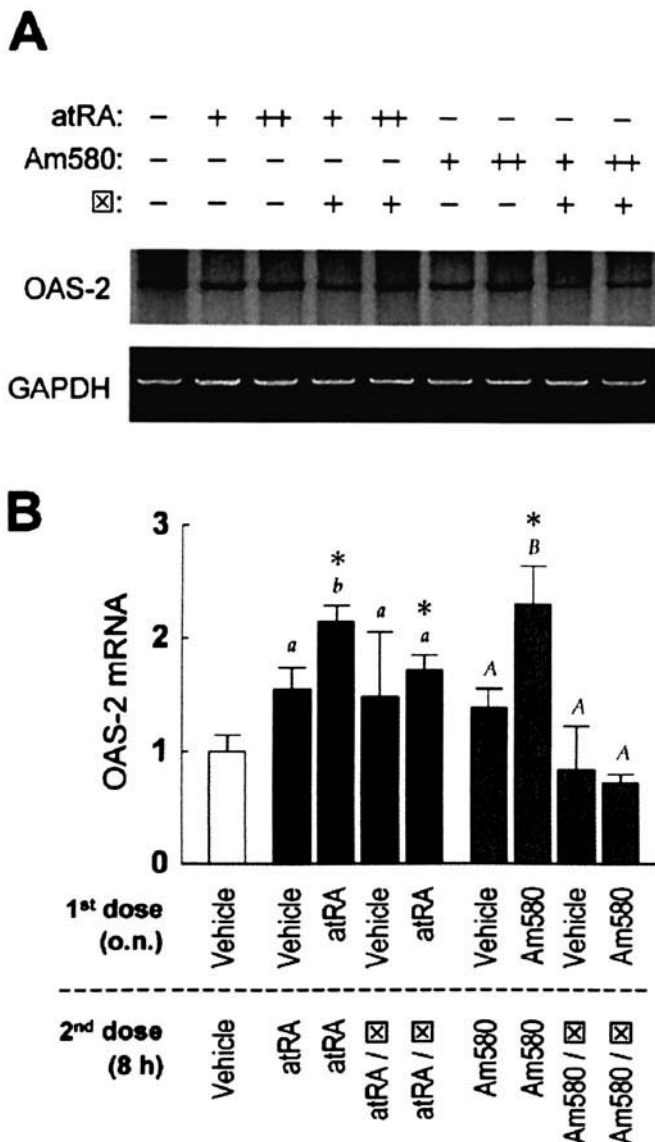 A
atRA: − + ++ + ++ − − − −
Am580: − − − − − + ++ + ++
☒: − − − + + − − + +
OAS-2
GAPDH
B
OAS-2 mRNA
3
2
1
0
a
*
b
a
*
a
A
*
B
A
A
1st dose
(o.n.)
Vehicle Vehicle atRA Vehicle atRA Vehicle Am580 Vehicle Am580
2nd dose
(8 h)
Vehicle atRA atRA atRA / ☒ atRA / ☒ Am580 Am580 Am580 / ☒ Am580 / ☒